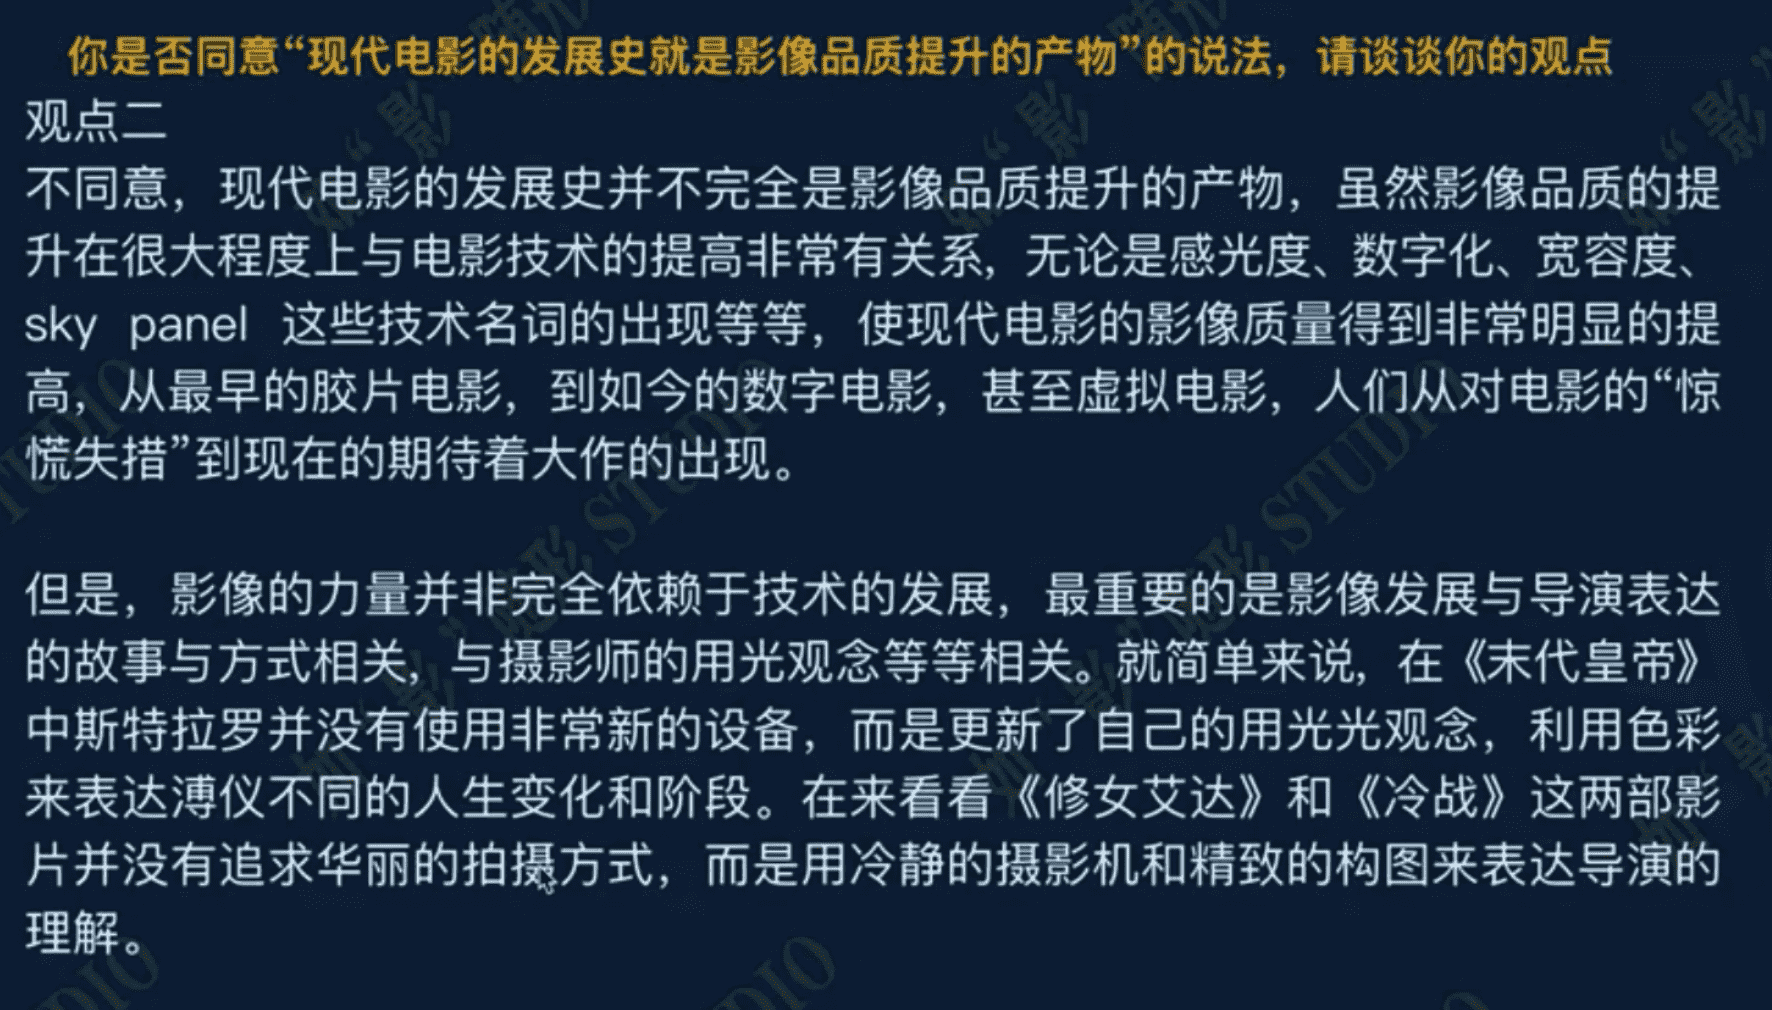 你是否同意“现代电影的发展史就是影像品质提升的产物”的说法，请谈谈你的观点
观点二
不同意，现代电影的发展史并不完全是影像品质提升的产物，虽然影像品质的提
升在很大程度上与电影技术的提高非常有关系，无论是感光度、数字化、宽容度、
sky panel 这些技术名词的出现等等，使现代电影的影像质量得到非常明显的提
高，从最早的胶片电影，到如今的数字电影，甚至虚拟电影，人们从对电影的“惊
慌失措”到现在的期待着大作的出现。
但是，影像的力量并非完全依赖于技术的发展，最重要的是影像发展与导演表达
的故事与方式相关，与摄影师的用光观念等等相关。就简单来说，在《末代皇帝》
中斯特拉罗并没有使用非常新的设备，而是更新了自己的用光光观念，利用色彩
来表达溥仪不同的人生变化和阶段。在来看看《修女艾达》和《冷战》这两部影
片并没有追求华丽的拍摄方式，而是用冷静的摄影机和精致的构图来表达导演的
理解。
如“影”随形 STUDIO